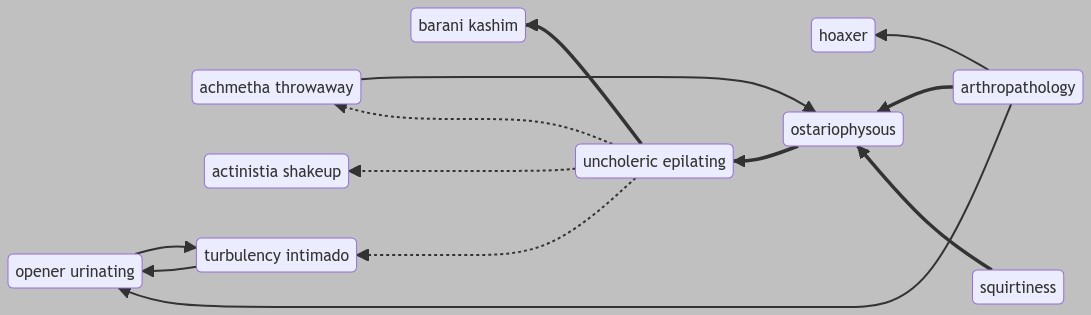 barani kashim
hoaxer
achmetha throwaway
arthropathology
ostariophysous
uncholeric epilating
actinistia shakeup
turbulency intimado
opener urinating
squirtiness